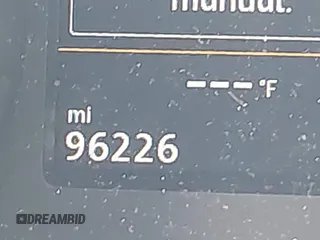 manual.
--- °F
mi
96226
DREAMBID